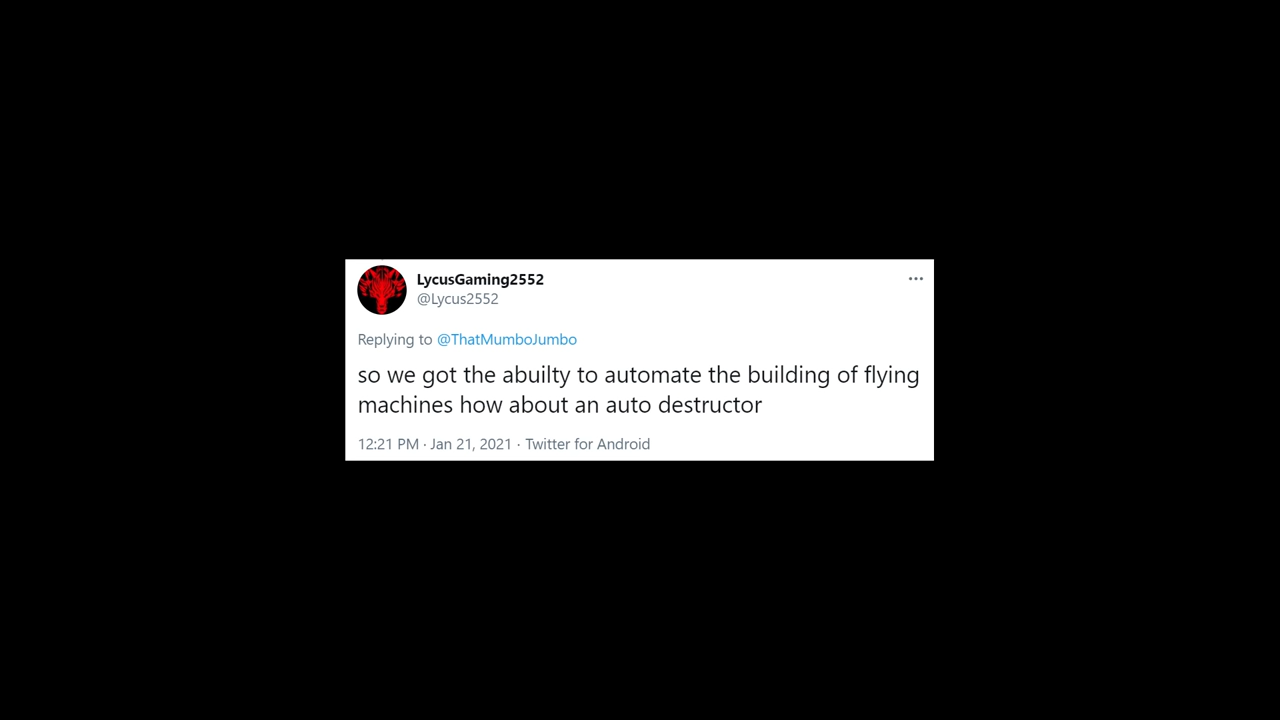 LycusGaming2552
@Lycus2552
Replying to @ThatMumboJumbo
so we got the abuilty to automate the building of flying
machines how about an auto destructor
12:21 PM · Jan 21, 2021 · Twitter for Android